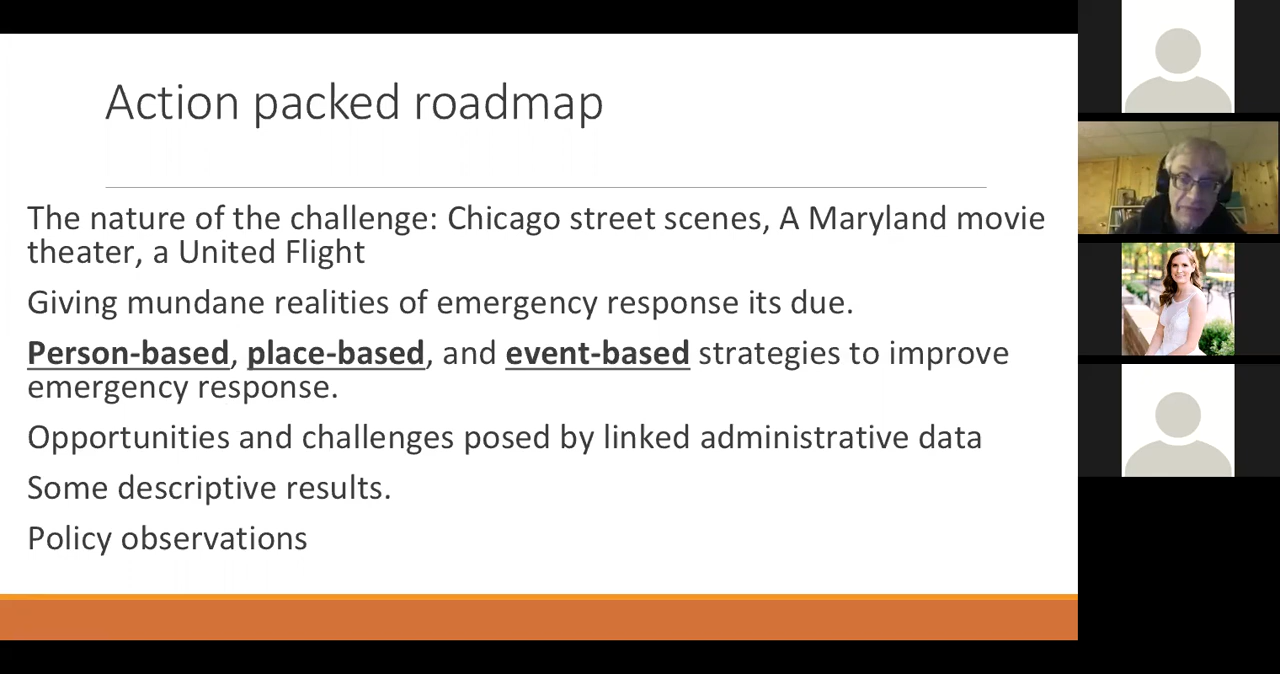 Action packed roadmap
The nature of the challenge: Chicago street scenes, A Maryland movie
theater, a United Flight
Giving mundane realities of emergency response its due.
Person-based, place-based, and event-based strategies to improve
emergency response.
Opportunities and challenges posed by linked administrative data
Some descriptive results.
Policy observations